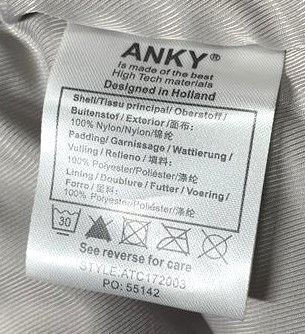 ANKY®
Is made of the best
High Tech materials
Designed in Holland
Shell/Tissu principal/Oberstoff/
Buitenstof / Exterior / 面布:
100% Nylon/Nylon/锦纶
Padding/ Garnissage/ Wattierung /
Vulling / Relleno / 填料:
100% Polyester/Poliéster/涤纶
Lining / Doublure / Futter / Voering/
Forro / 里料:
100% Polyester/Poliéster/涤纶
30
See reverse for care
STYLE.ATC172003
PO: 55142